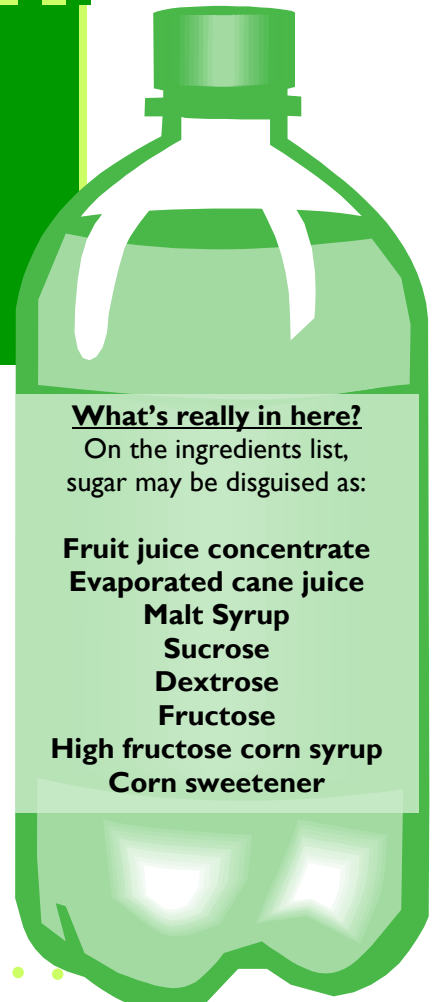 What's really in here?
On the ingredients list,
sugar may be disguised as:
Fruit juice concentrate
Evaporated cane juice
Malt Syrup
Sucrose
Dextrose
Fructose
High fructose corn syrup
Corn sweetener